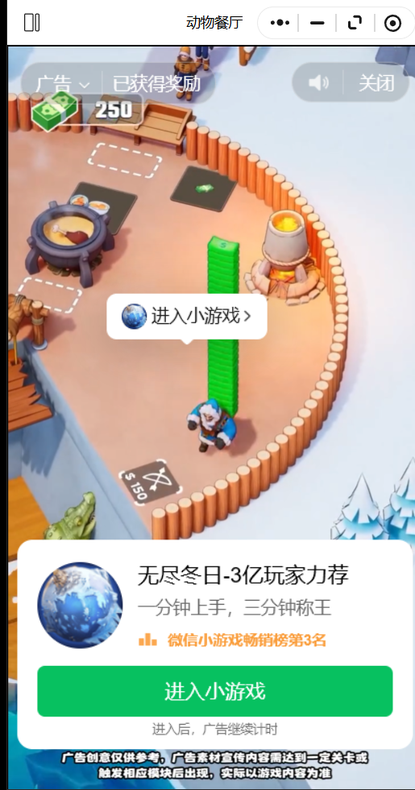 动物餐厅
广告 已获得奖励 关闭
250
进入小游戏
$ 150
无尽冬日-3亿玩家力荐
一分钟上手，三分钟称王
微信小游戏畅销榜第3名
进入小游戏
进入后，广告继续计时
广告创意仅供参考，广告素材宣传内容需达到一定关卡或
触发相应模块后出现，实际以游戏内容为准